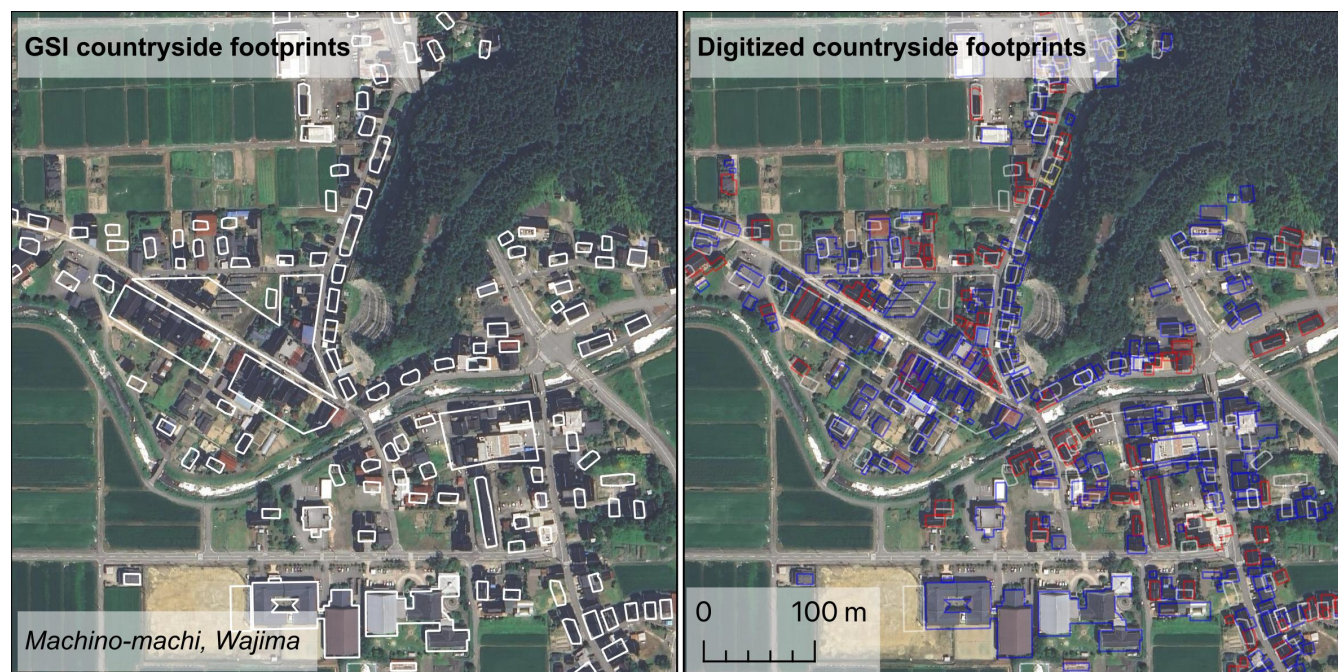 GSI countryside footprints
Digitized countryside footprints
Machino-machi, Wajima
0 100 m